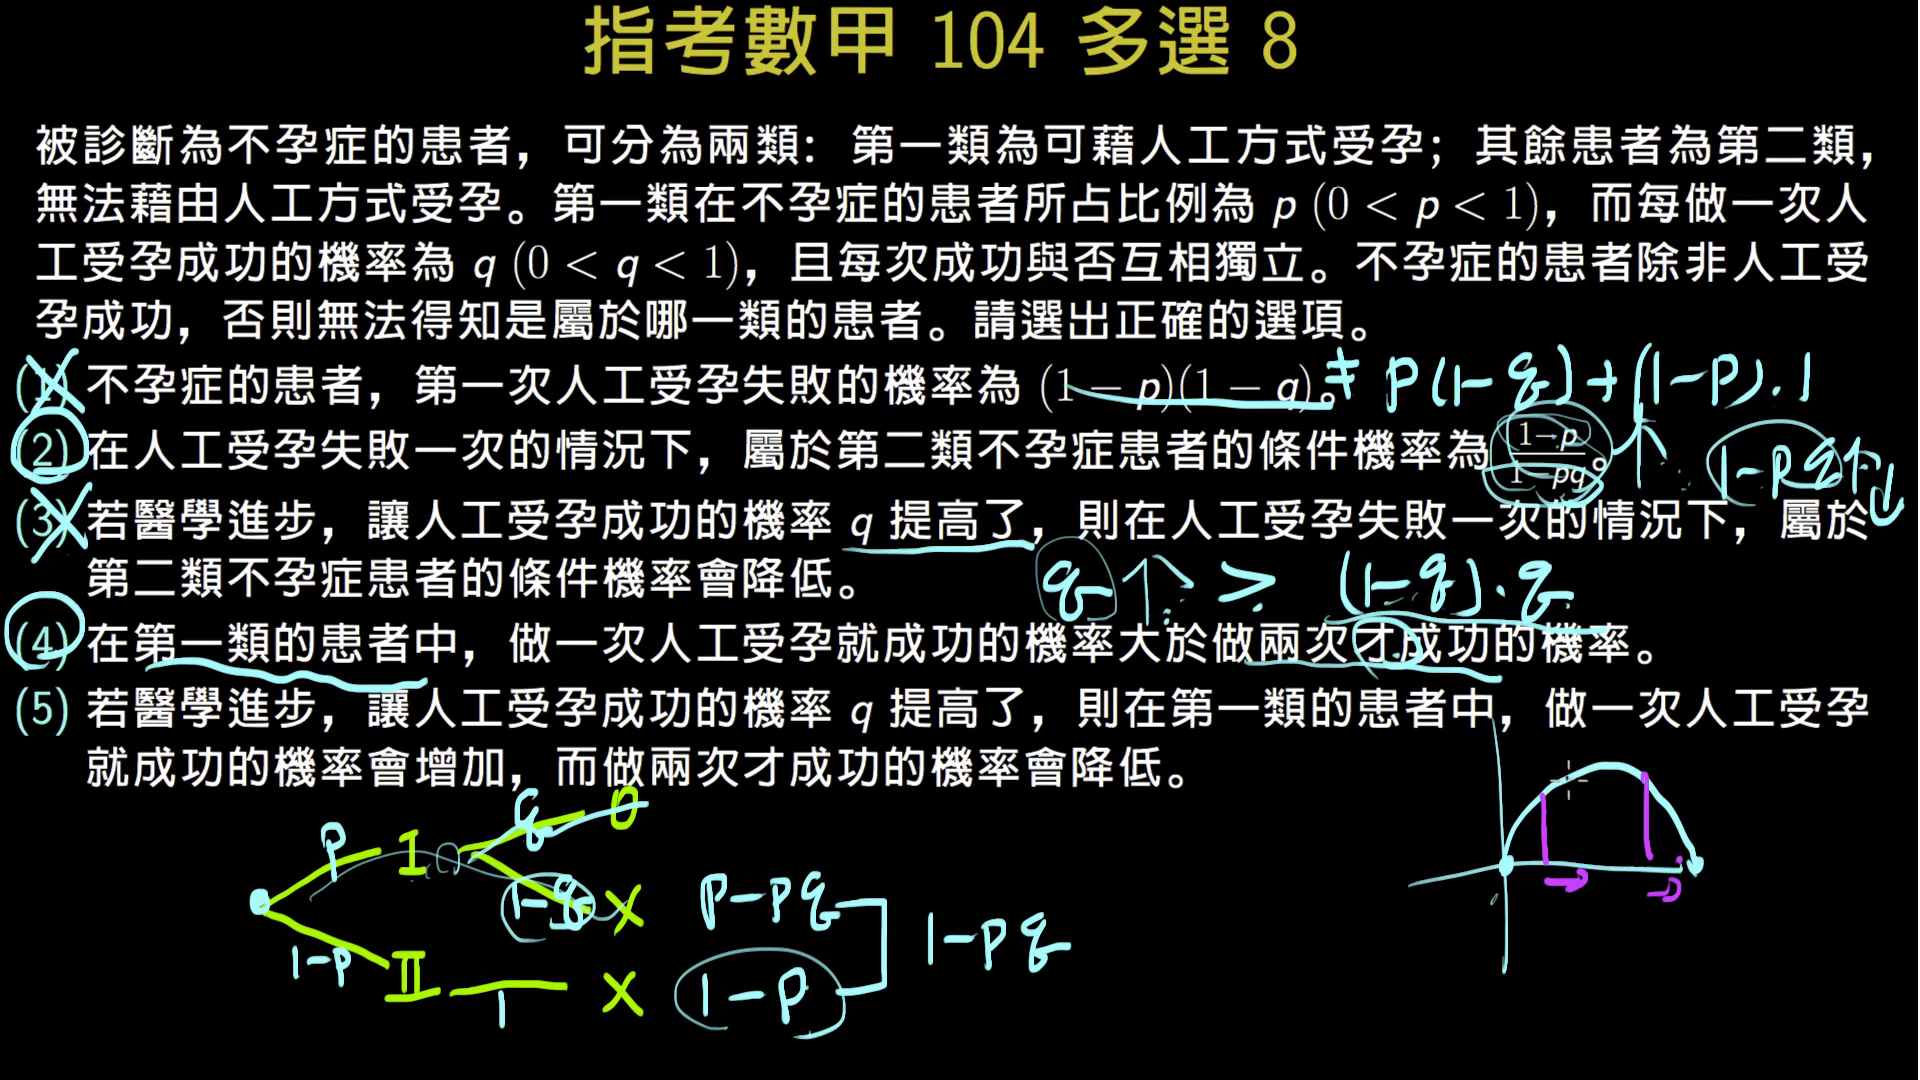 指考數甲 104 多選 8
被診斷為不孕症的患者，可分為兩類：第一類為可藉人工方式受孕；其餘患者為第二類，
無法藉由人工方式受孕。第一類在不孕症的患者所占比例為 p (0 < p < 1)，而每做一次人
工受孕成功的機率為 q (0 < q < 1)，且每次成功與否互相獨立。不孕症的患者除非人工受
孕成功，否則無法得知是屬於哪一類的患者。請選出正確的選項。
(1) 不孕症的患者，第一次人工受孕失敗的機率為 (1 − p)(1 − q)。 ≠ p(1-q)+(1-p)·1
(2) 在人工受孕失敗一次的情況下，屬於第二類不孕症患者的條件機率為 \frac{1−p}{1−pq}。 ↑ 1-pq↑ ↓
(3) 若醫學進步，讓人工受孕成功的機率 q 提高了，則在人工受孕失敗一次的情況下，屬於
第二類不孕症患者的條件機率會降低。 q ↑ > (1-q)·q
(4) 在第一類的患者中，做一次人工受孕就成功的機率大於做兩次才成功的機率。
(5) 若醫學進步，讓人工受孕成功的機率 q 提高了，則在第一類的患者中，做一次人工受孕
就成功的機率會增加，而做兩次才成功的機率會降低。
q O
p I
1-q X p-pq
1-pq
1-p II 1 X 1-p